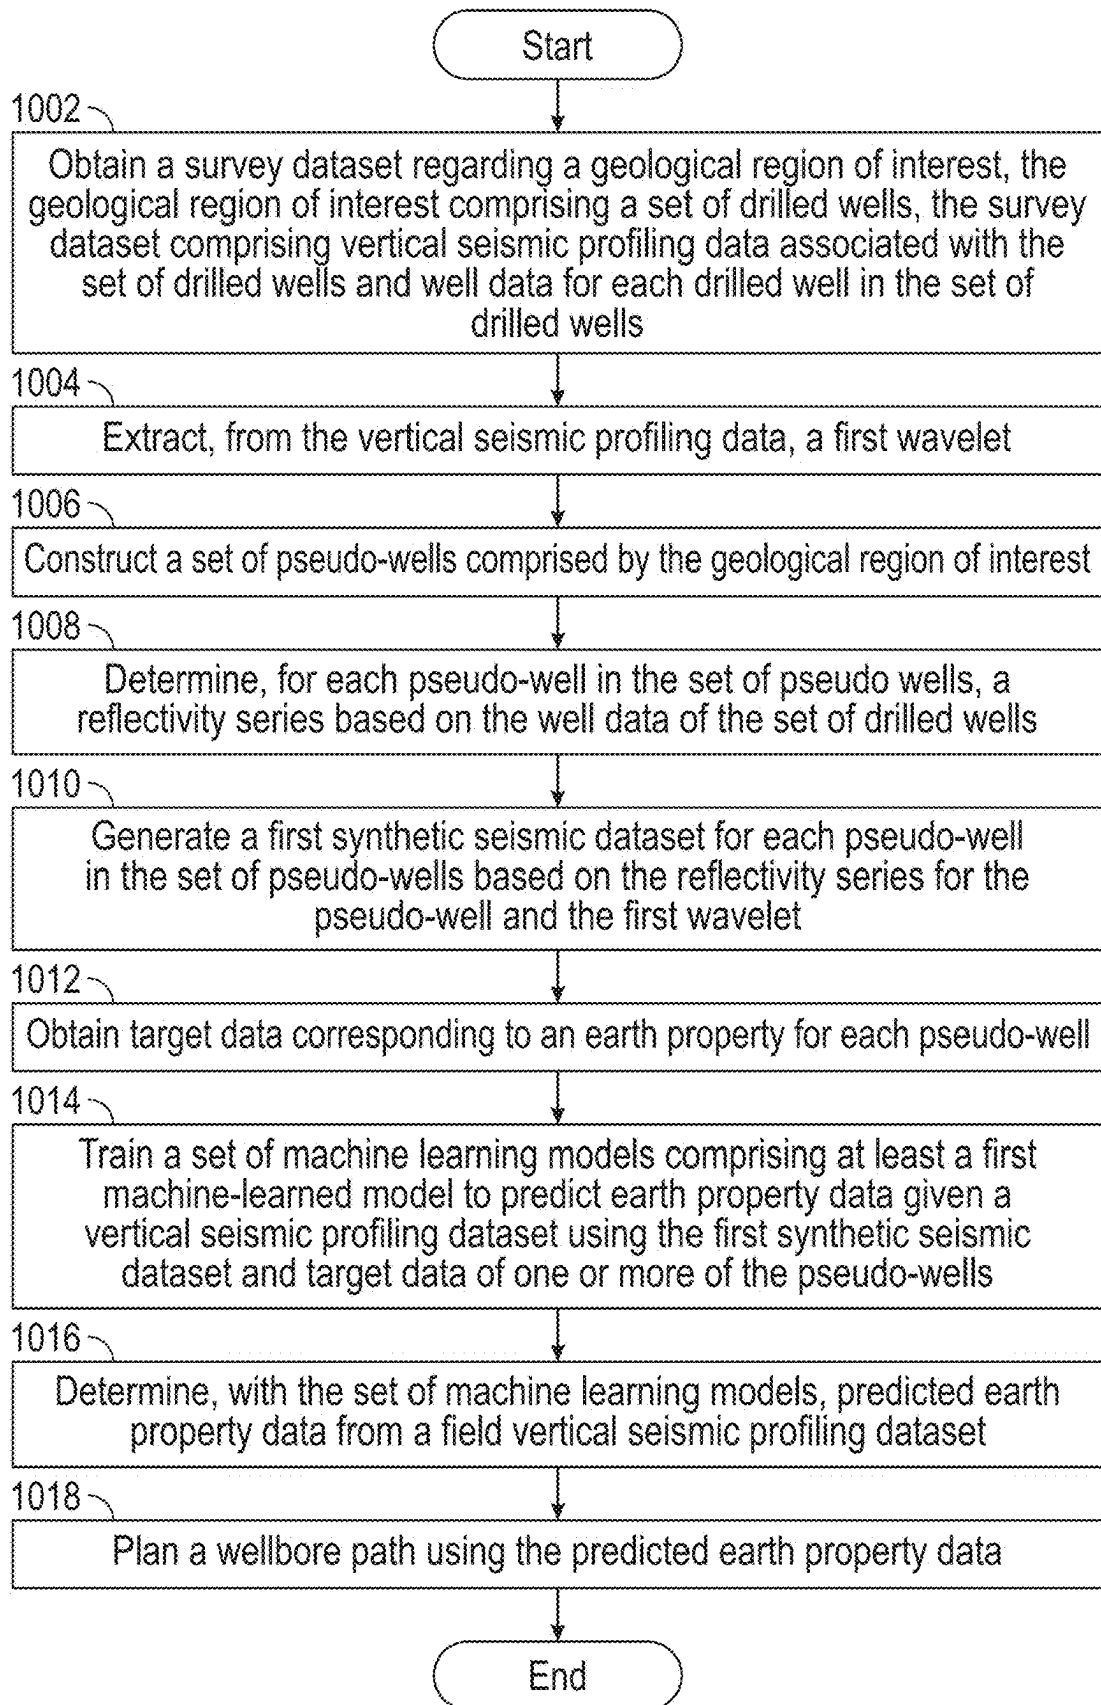 Start
1002
Obtain a survey dataset regarding a geological region of interest, the
geological region of interest comprising a set of drilled wells, the survey
dataset comprising vertical seismic profiling data associated with the
set of drilled wells and well data for each drilled well in the set of
drilled wells
1004
Extract, from the vertical seismic profiling data, a first wavelet
1006
Construct a set of pseudo-wells comprised by the geological region of interest
1008
Determine, for each pseudo-well in the set of pseudo wells, a
reflectivity series based on the well data of the set of drilled wells
1010
Generate a first synthetic seismic dataset for each pseudo-well
in the set of pseudo-wells based on the reflectivity series for the
pseudo-well and the first wavelet
1012
Obtain target data corresponding to an earth property for each pseudo-well
1014
Train a set of machine learning models comprising at least a first
machine-learned model to predict earth property data given a
vertical seismic profiling dataset using the first synthetic seismic
dataset and target data of one or more of the pseudo-wells
1016
Determine, with the set of machine learning models, predicted earth
property data from a field vertical seismic profiling dataset
1018
Plan a wellbore path using the predicted earth property data
End